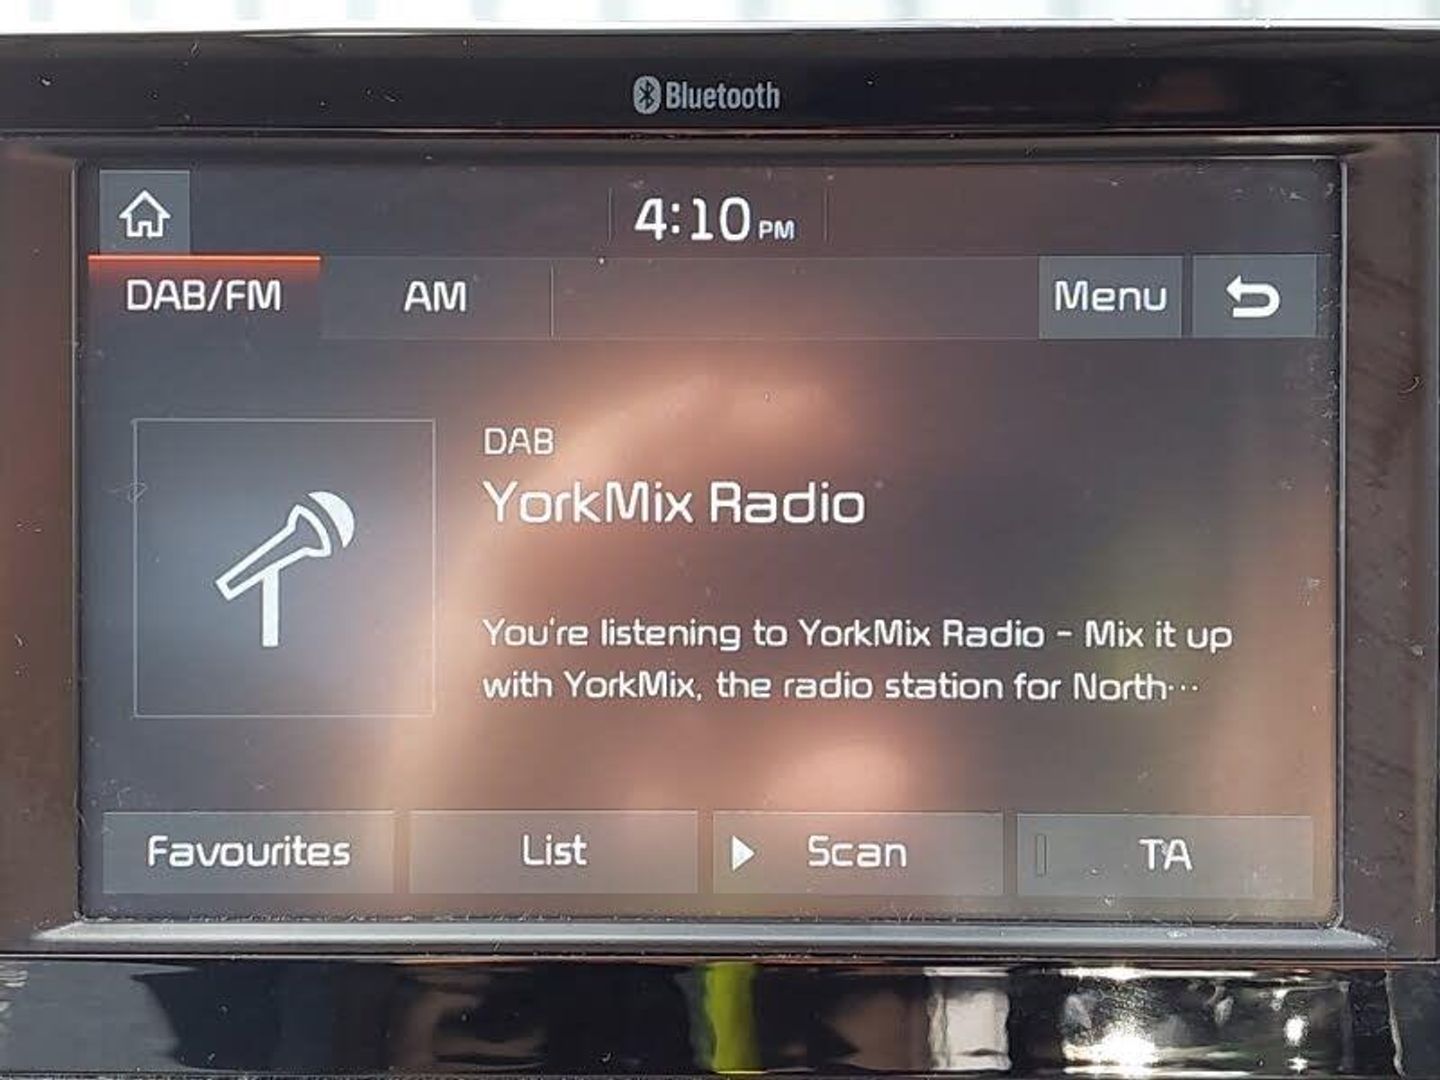 Bluetooth
4:10 PM
DAB/FM AM Menu
DAB
YorkMix Radio
You're listening to YorkMix Radio - Mix it up
with YorkMix, the radio station for North···
Favourites List Scan TA